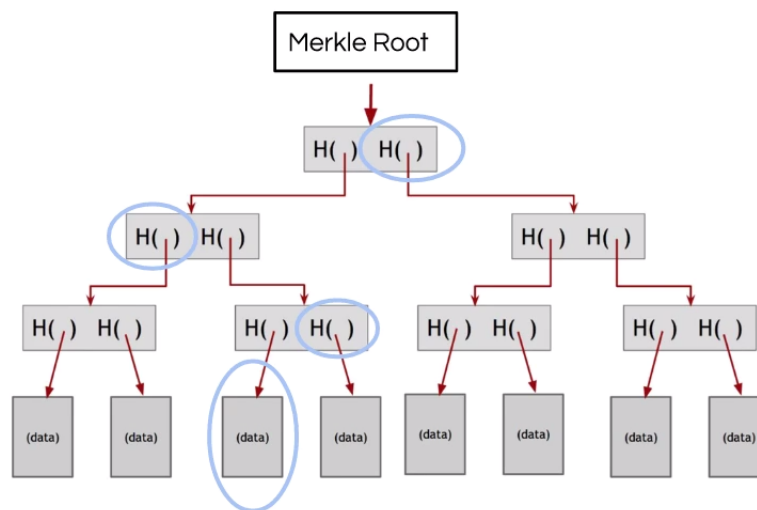 Merkle Root
H( ) H( )
H( ) H( )
H( ) H( )
H( ) H( )
H( ) H( )
H( ) H( )
H( ) H( )
(data)
(data)
(data)
(data)
(data)
(data)
(data)
(data)